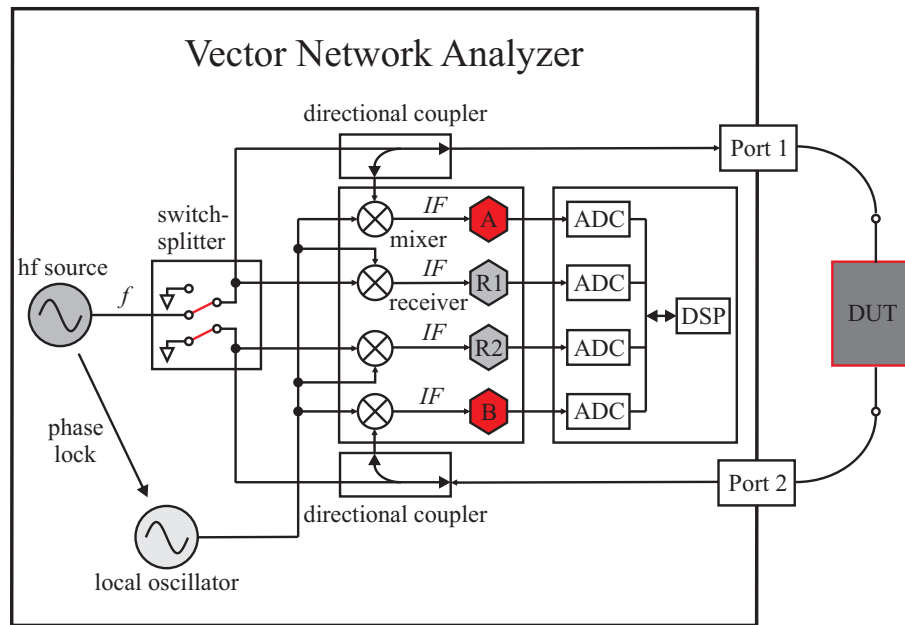 Vector Network Analyzer
directional coupler
Port 1
switch-
splitter
IF
A
ADC
mixer
hf source
f
IF
R1
ADC
receiver
DSP
DUT
IF
R2
ADC
IF
B
ADC
phase
lock
Port 2
directional coupler
local oscillator